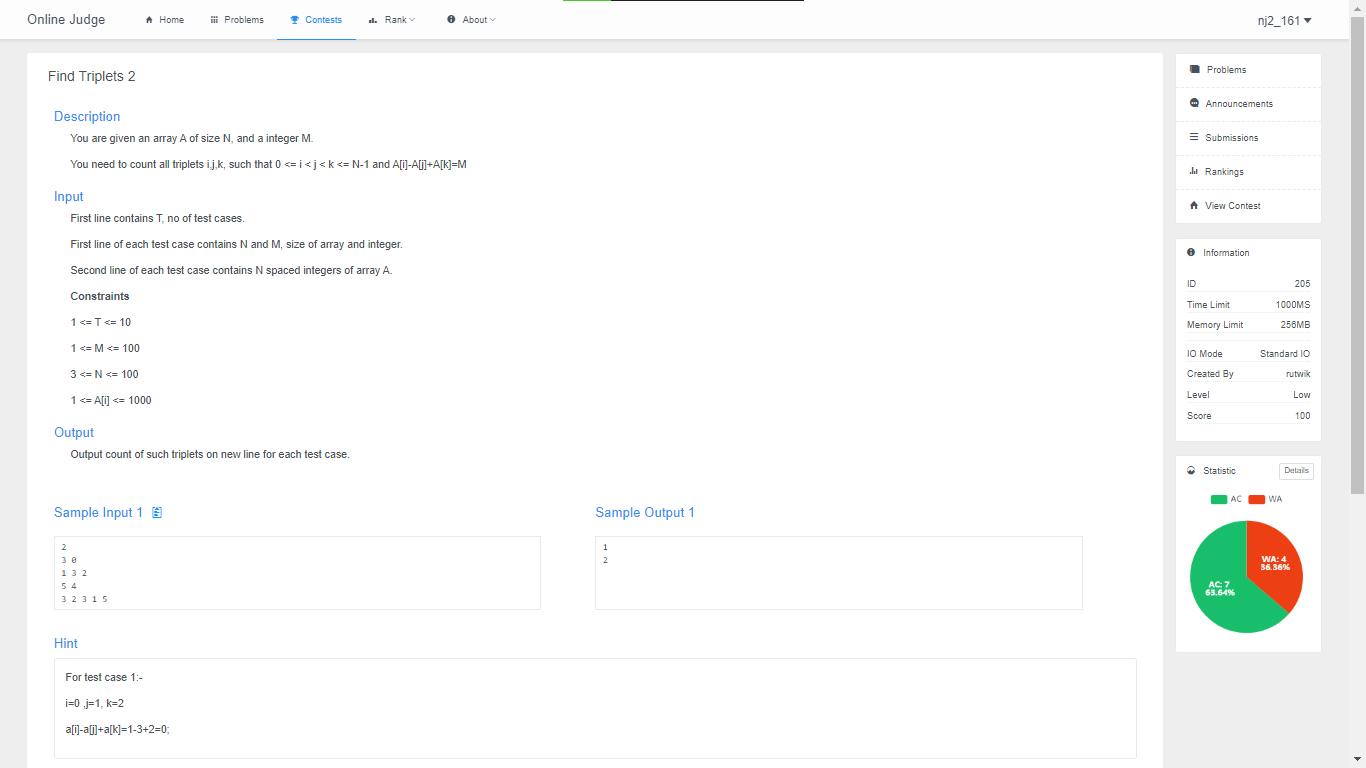 Online Judge
Home
Problems
Contests
Rank
About
nj2_161
Find Triplets 2
Description
You are given an array A of size N, and a integer M.
You need to count all triplets i,j,k, such that 0 <= i < j < k <= N-1 and A[i]-A[j]+A[k]=M
Input
First line contains T, no of test cases.
First line of each test case contains N and M, size of array and integer.
Second line of each test case contains N spaced integers of array A.
Constraints
1 <= T <= 10
1 <= M <= 100
3 <= N <= 100
1 <= A[i] <= 1000
Output
Output count of such triplets on new line for each test case.
Sample Input 1
2
3 0
1 3 2
5 4
3 2 3 1 5
Sample Output 1
1
2
Hint
For test case 1:-
i=0 ,j=1, k=2
a[i]-a[j]+a[k]=1-3+2=0;
Problems
Announcements
Submissions
Rankings
View Contest
Information
ID 205
Time Limit 1000MS
Memory Limit 256MB
IO Mode Standard IO
Created By rutwik
Level Low
Score 100
Statistic
Details
AC WA
WA: 4
36.36%
AC: 7
63.64%